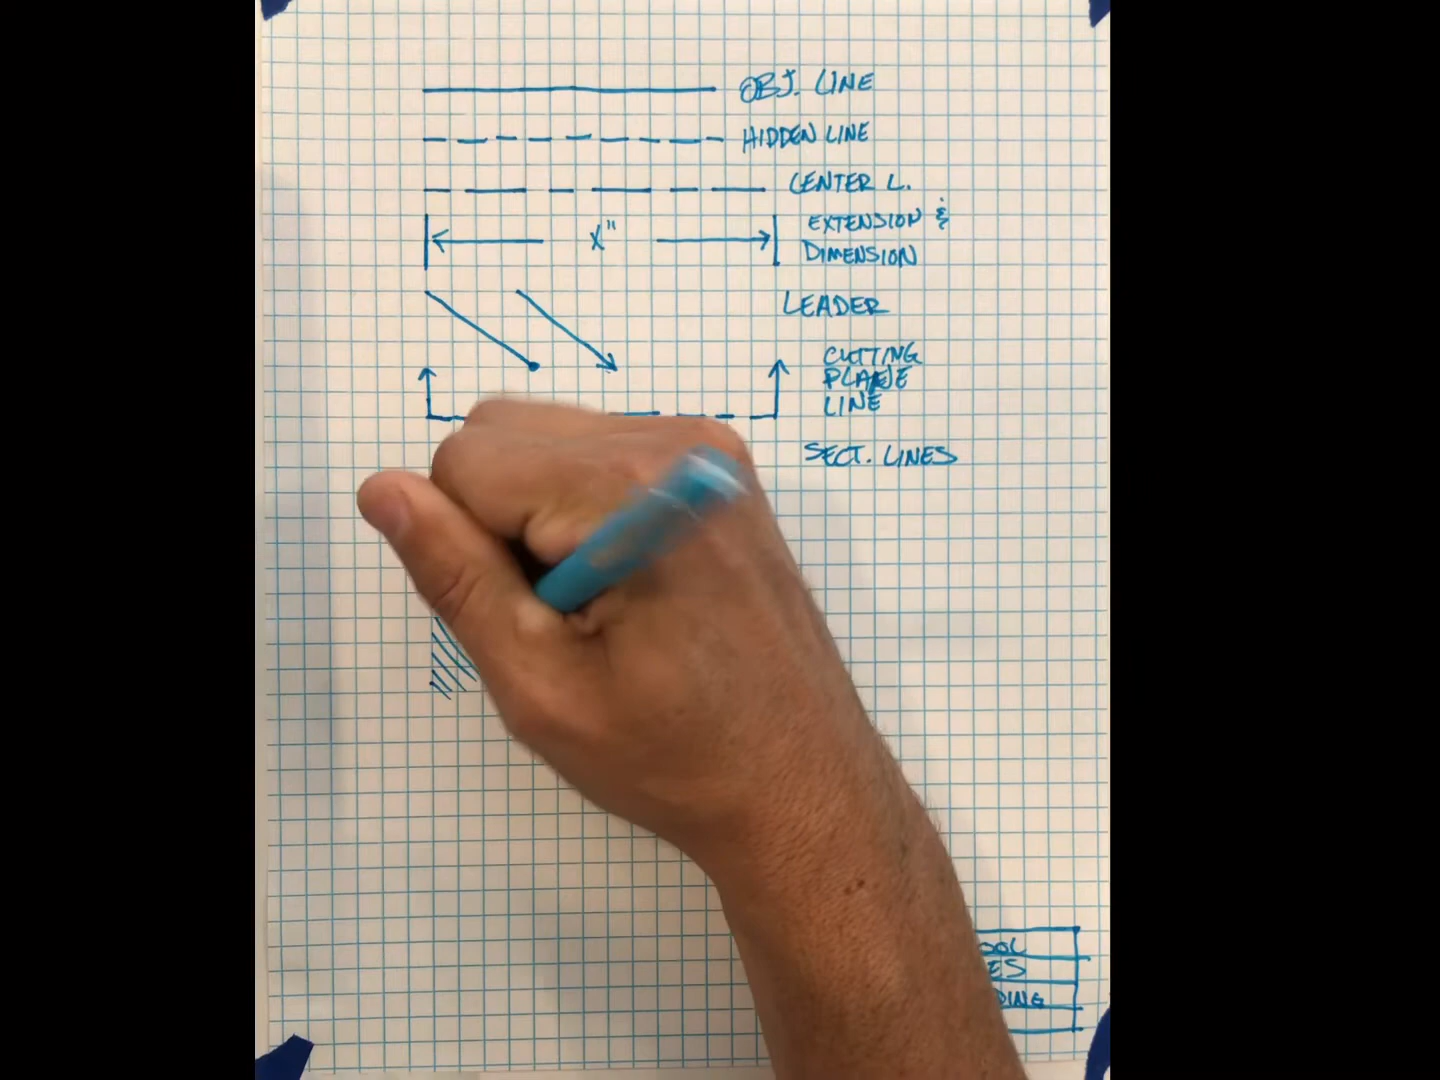 OBJ. LINE
HIDDEN LINE
CENTER L.
X"
EXTENSION &
DIMENSION
LEADER
CUTTING
PLANE
LINE
SECT. LINES